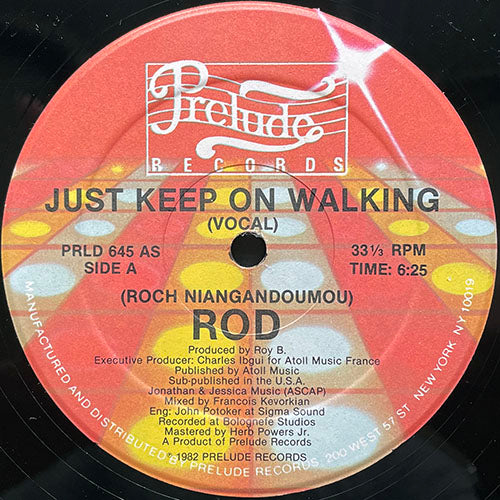 Prelude
RECORDS
JUST KEEP ON WALKING
(VOCAL)
PRLD 645 AS
SIDE A
33 1/3 RPM
TIME: 6:25
(ROCH NIANGANDOUMOU)
ROD
Produced by Roy B.
Executive Producer: Charles Ibgui for Atoll Music France
Published by Atoll Music
Sub-published in the U.S.A.
Jonathan & Jessica Music (ASCAP)
Mixed by Francois Kevorkian
Eng: John Potoker at Sigma Sound
Recorded at Bolognele Studios
Mastered by Herb Powers Jr.
A Product of Prelude Records
℗ 1982 PRELUDE RECORDS
MANUFACTURED AND DISTRIBUTED BY PRELUDE RECORDS, 200 WEST 57 ST. NEW YORK, NY 10019